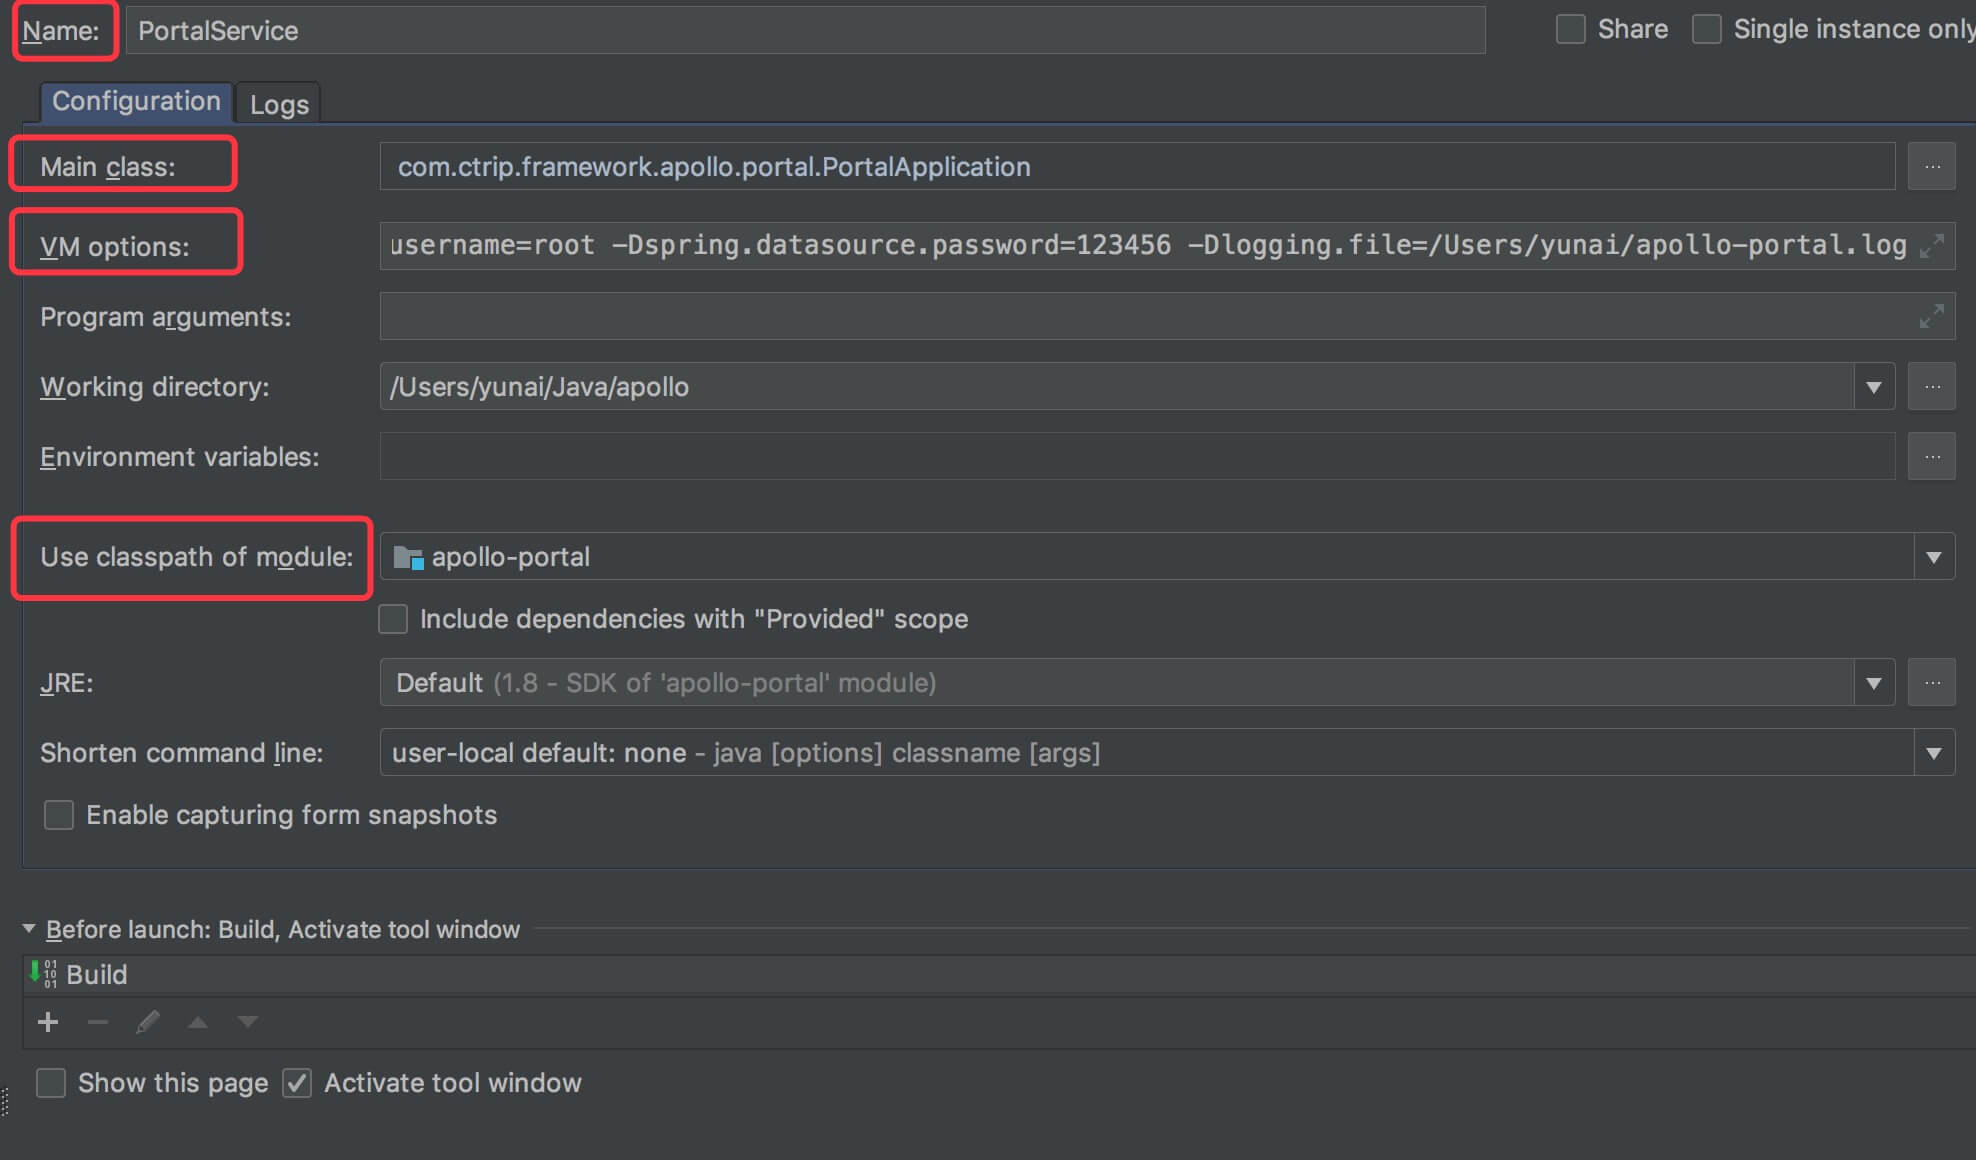 Name: PortalService Share Single instance only
Configuration Logs
Main class: com.ctrip.framework.apollo.portal.PortalApplication ...
VM options: username=root -Dspring.datasource.password=123456 -Dlogging.file=/Users/yunai/apollo-portal.log
Program arguments:
Working directory: /Users/yunai/Java/apollo ...
Environment variables: ...
Use classpath of module: apollo-portal
Include dependencies with "Provided" scope
JRE: Default (1.8 - SDK of 'apollo-portal' module) ...
Shorten command line: user-local default: none - java [options] classname [args]
Enable capturing form snapshots
Before launch: Build, Activate tool window
Build
Show this page Activate tool window